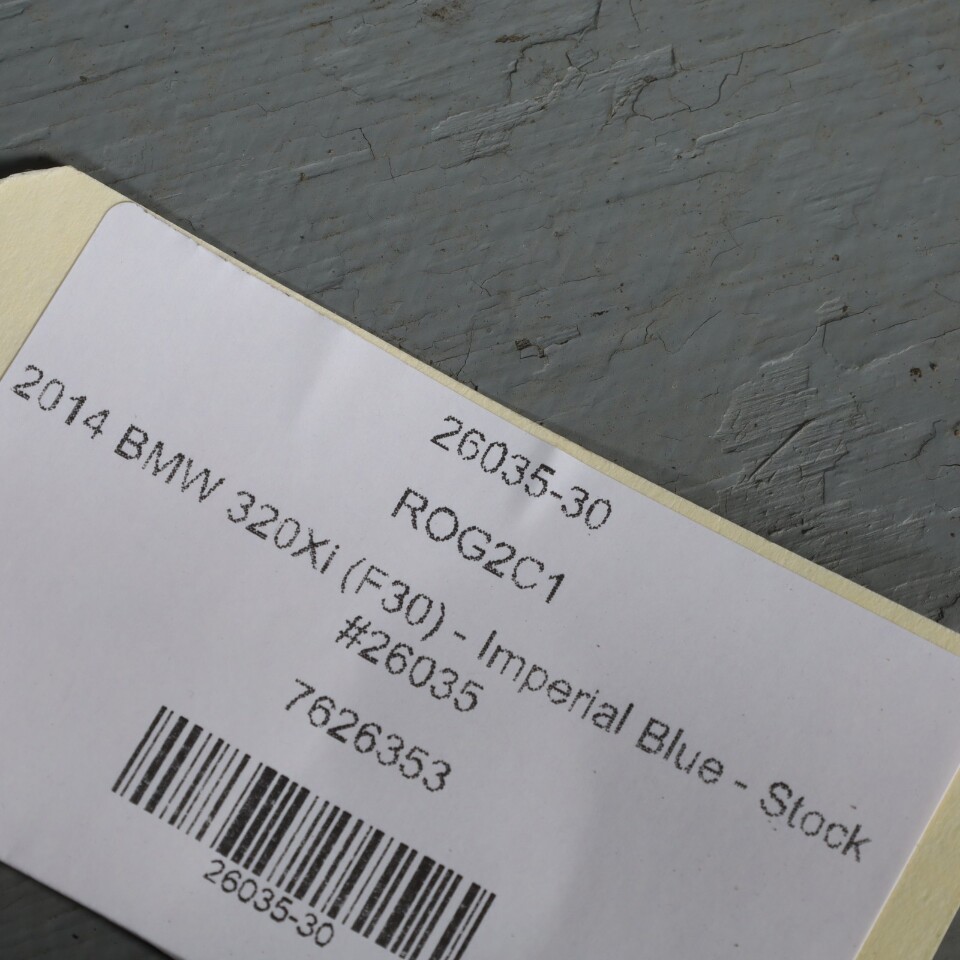 26035-30
ROG2C1
2014 BMW 320Xi (F30) - Imperial Blue - Stock
#26035
7626353
26035-30